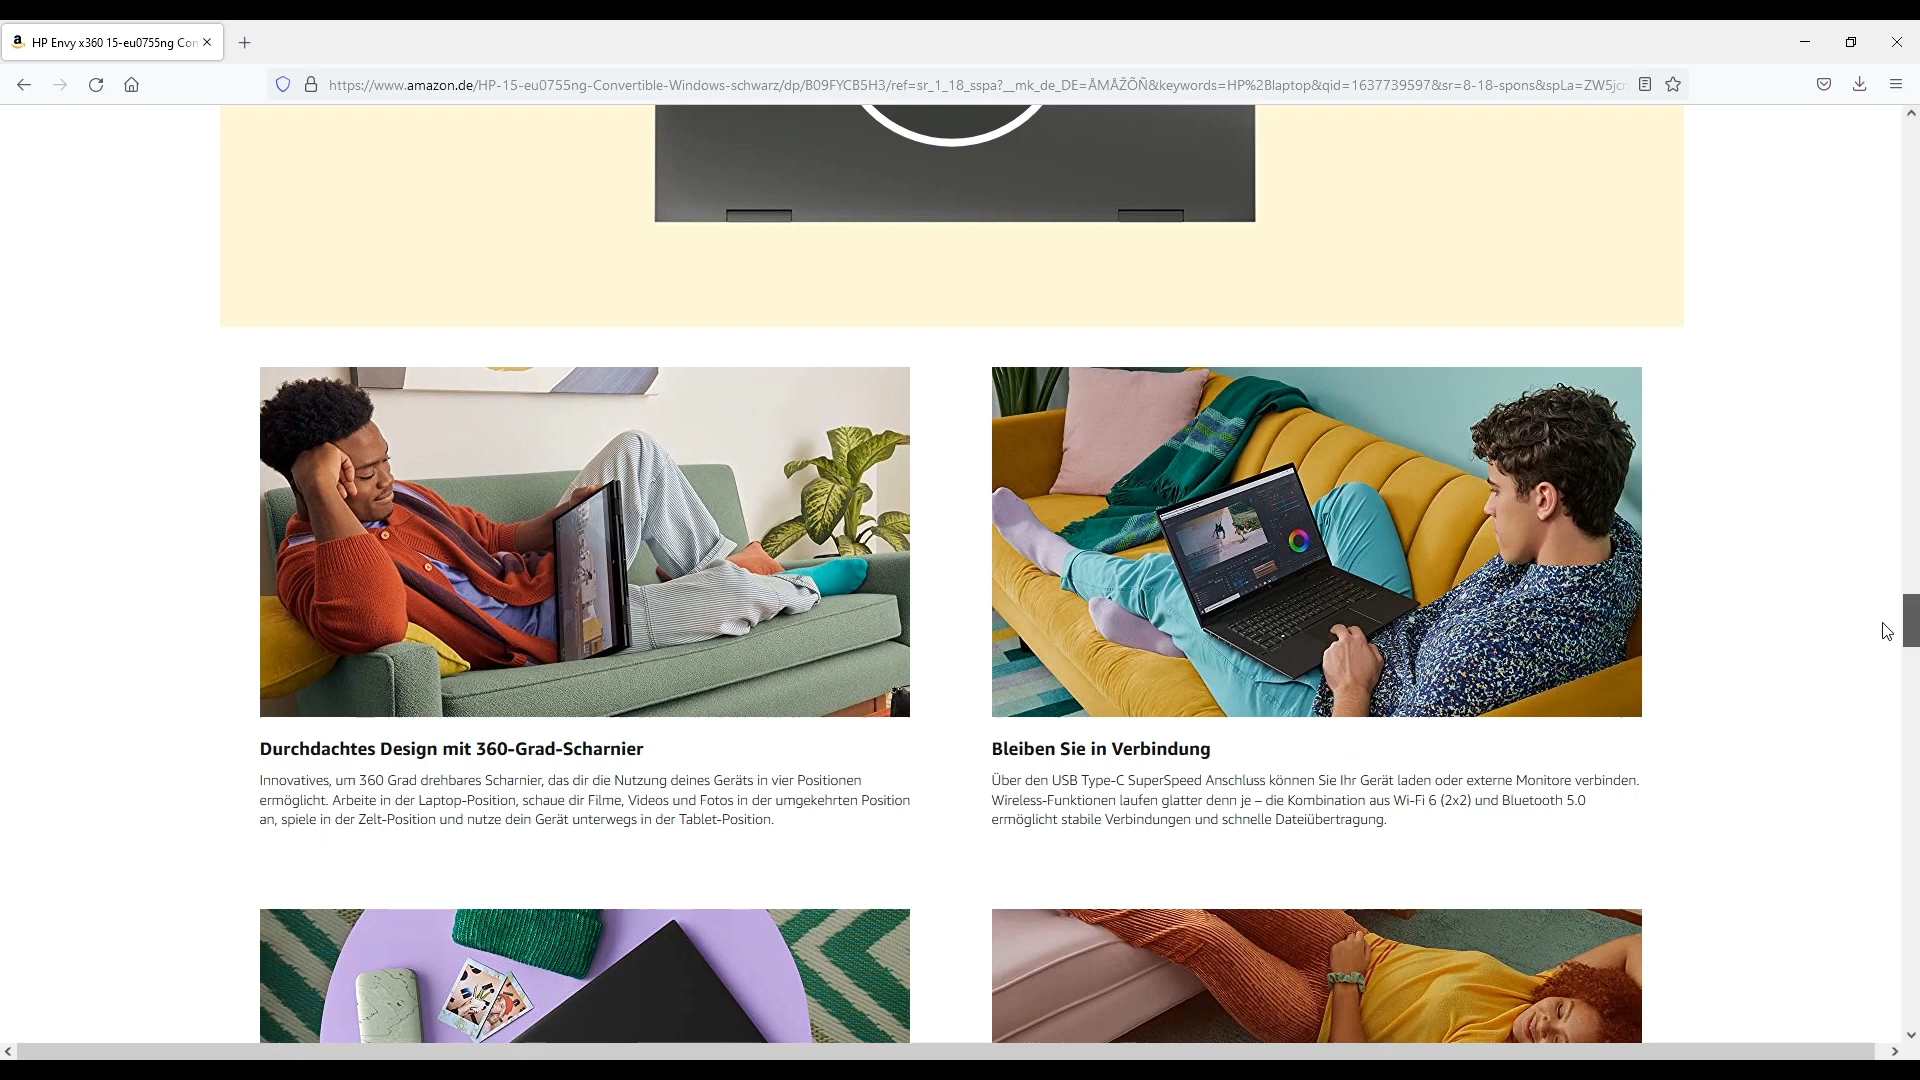 HP Envy x360 15-eu0755ng Con
https://www.amazon.de/HP-15-eu0755ng-Convertible-Windows-schwarz/dp/B09FYCB5H3/ref=sr_1_18_sspa?__mk_de_DE=ÅMÅŽÕÑ&keywords=HP%2Blaptop&qid=1637739597&sr=8-18-spons&spLa=ZW5jcn
Durchdachtes Design mit 360-Grad-Scharnier
Innovatives, um 360 Grad drehbares Scharnier, das dir die Nutzung deines Geräts in vier Positionen
ermöglicht. Arbeite in der Laptop-Position, schaue dir Filme, Videos und Fotos in der umgekehrten Position
an, spiele in der Zelt-Position und nutze dein Gerät unterwegs in der Tablet-Position.
Bleiben Sie in Verbindung
Über den USB Type-C SuperSpeed Anschluss können Sie Ihr Gerät laden oder externe Monitore verbinden.
Wireless-Funktionen laufen glatter denn je – die Kombination aus Wi-Fi 6 (2x2) und Bluetooth 5.0
ermöglicht stabile Verbindungen und schnelle Dateiübertragung.